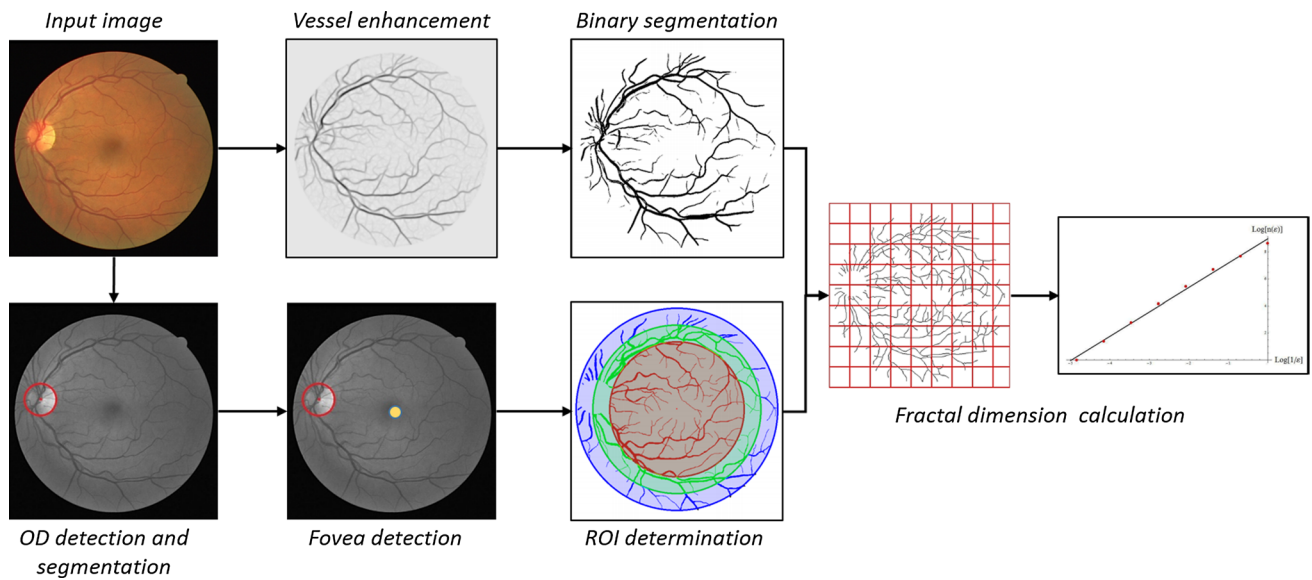 Input image
Vessel enhancement
Binary segmentation
Log[n(ε)]
Log[1/ε]
Fractal dimension calculation
OD detection and
segmentation
Fovea detection
ROI determination